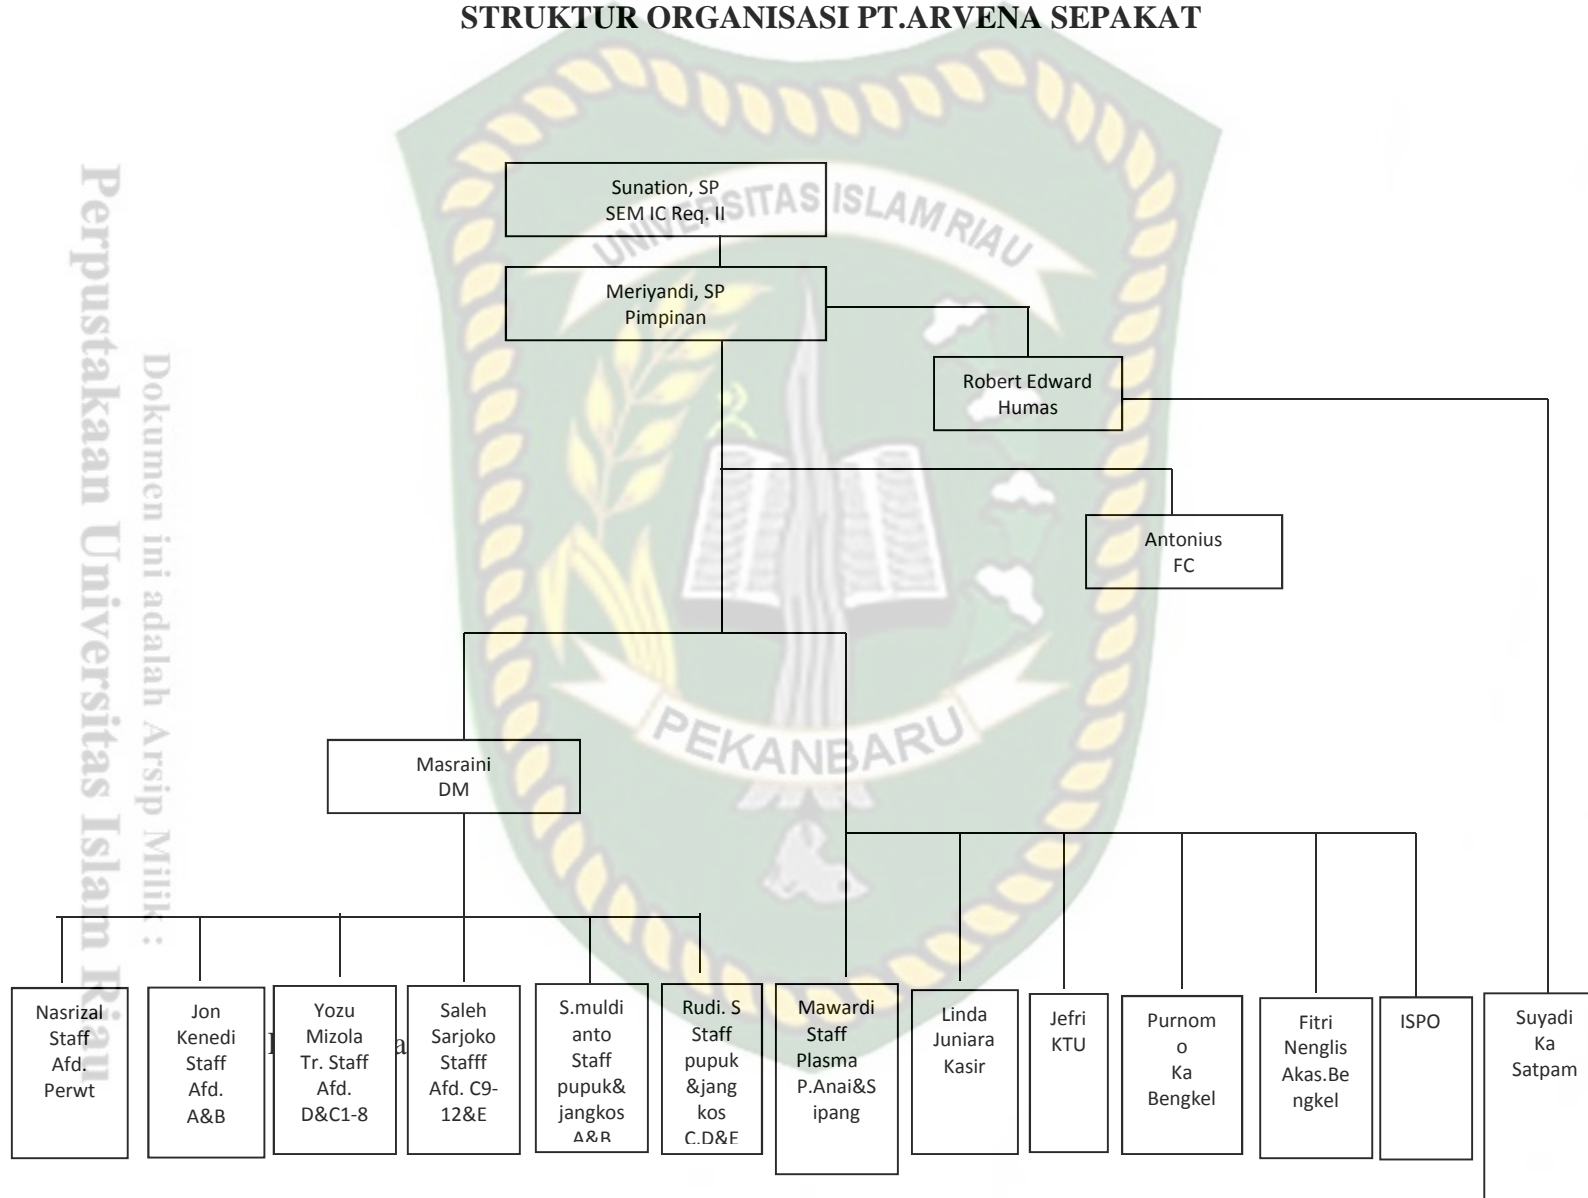 STRUKTUR ORGANISASI PT.ARVENA SEPAKAT
Perpustakaan Universitas Islam Riau
Dokumen ini adalah Arsip Milik :
UNIVERSITAS ISLAM RIAU
PEKANBARU
Sunation, SP
SEM IC Req. II
Meriyandi, SP
Pimpinan
Robert Edward
Humas
Antonius
FC
Masraini
DM
Nasrizal
Staff
Afd.
Perwt
Jon
Kenedi
Staff
Afd.
A&B
Yozu
Mizola
Tr. Staff
Afd.
D&C1-8
Saleh
Sarjoko
Stafff
Afd. C9-
12&E
S.muldi
anto
Staff
pupuk&
jangkos
A&B
Rudi. S
Staff
pupuk
&jang
kos
C.D&E
Mawardi
Staff
Plasma
P.Anai&S
ipang
Linda
Juniara
Kasir
Jefri
KTU
Purnom
o
Ka
Bengkel
Fitri
Nenglis
Akas.Be
ngkel
ISPO
Suyadi
Ka
Satpam